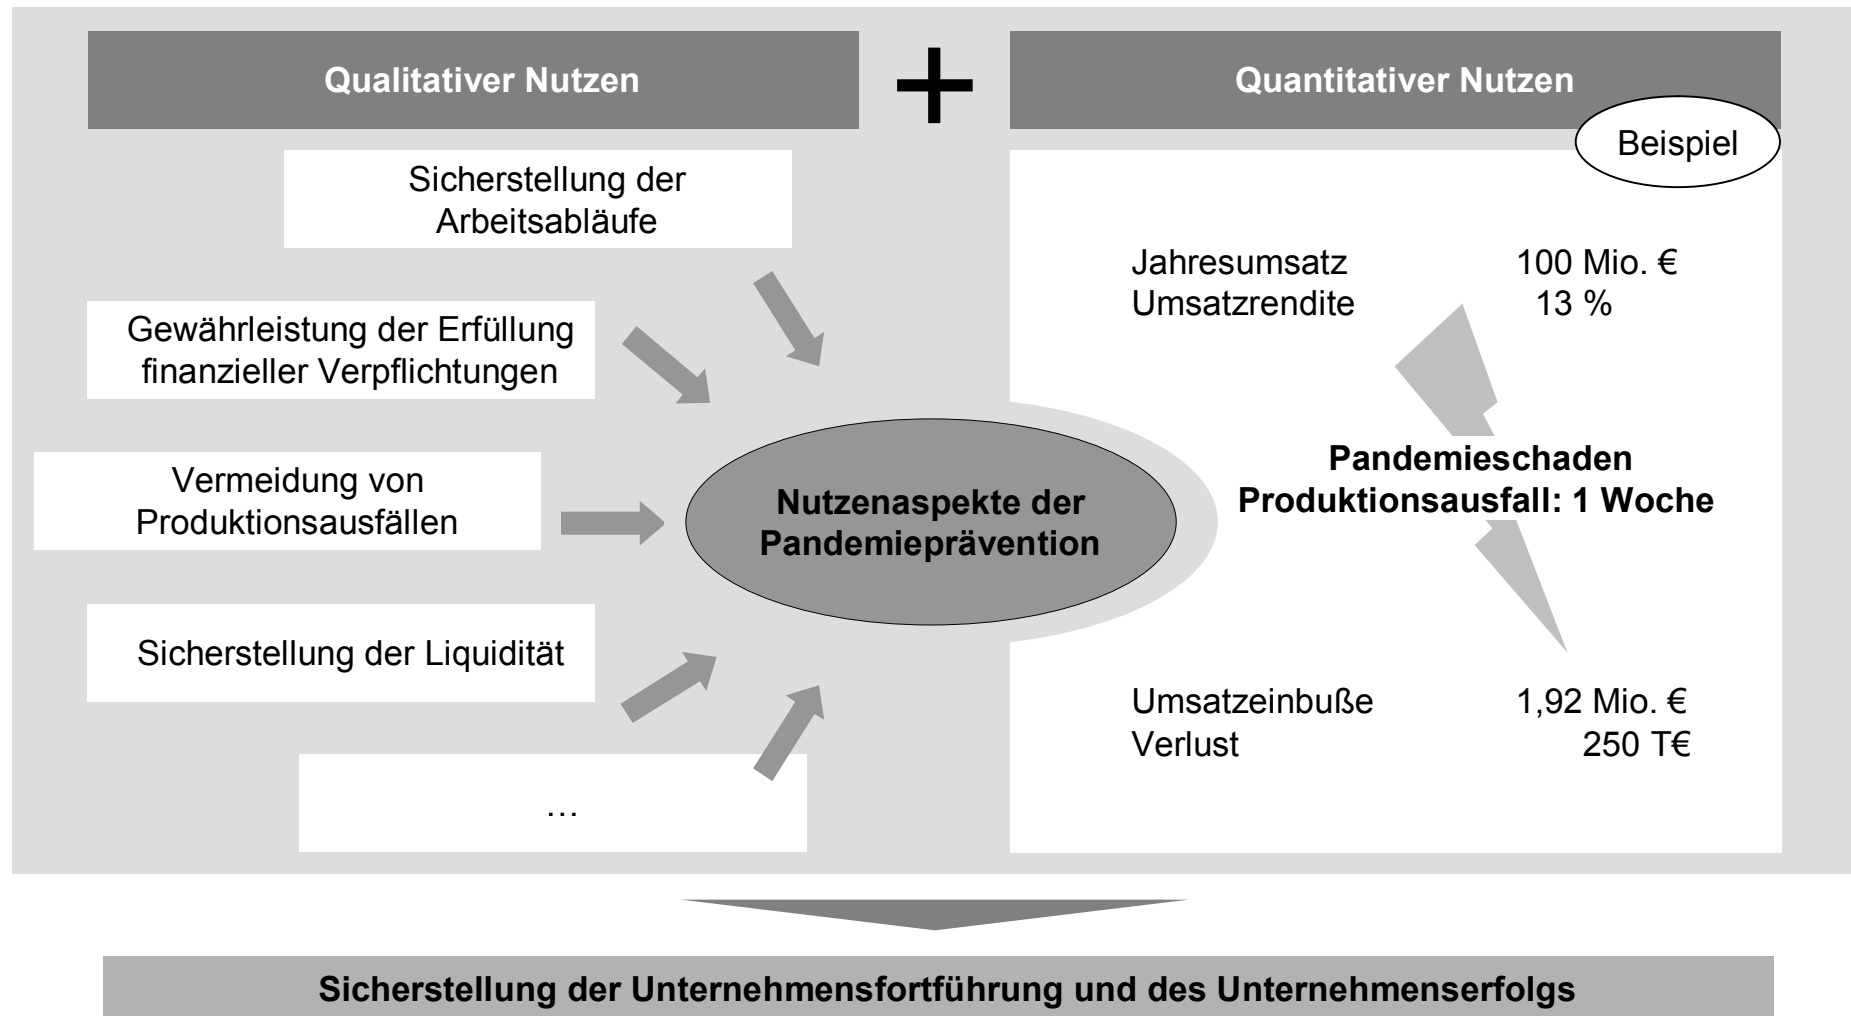 Qualitativer Nutzen
+
Quantitativer Nutzen
Beispiel
Sicherstellung der
Arbeitsabläufe
Gewährleistung der Erfüllung
finanzieller Verpflichtungen
Vermeidung von
Produktionsausfällen
Sicherstellung der Liquidität
…
Nutzenaspekte der
Pandemieprävention
Jahresumsatz 100 Mio. €
Umsatzrendite 13 %
Pandemieschaden
Produktionsausfall: 1 Woche
Umsatzeinbuße 1,92 Mio. €
Verlust 250 T€
Sicherstellung der Unternehmensfortführung und des Unternehmenserfolgs